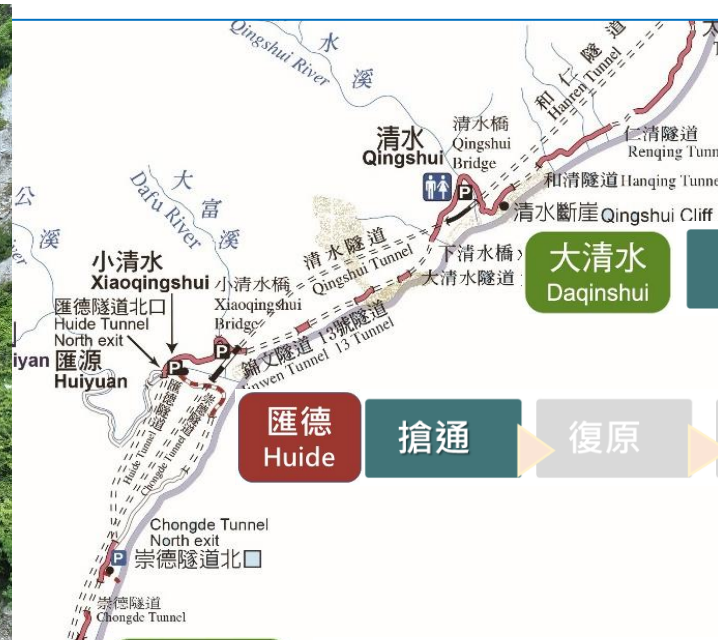 水溪
Qingshui River
和仁隧道
Hanren Tunnel
清水
Qingshui
清水橋
Qingshui
Bridge
P
仁清隧道
Renqing Tunn
和清隧道 Hanqing Tunne
清水斷崖 Qingshui Cliff
大富溪
Dafu River
公溪
清水隧道
Qingshui Tunnel
下清水橋
大清水隧道
大清水
Daqinshui
小清水
Xiaoqingshui
小清水橋
Xiaoqingshui
Bridge
P
匯德隧道北口
Huide Tunnel
North exit
P
iyan
匯源
Huiyuan
錦文隧道 13號隧道
Jinwen Tunnel 13 Tunnel
匯德隧道
Huide Tunnel
崇德隧道
Chongde Tunnel
匯德
Huide
搶通
復原
Chongde Tunnel
North exit
P
崇德隧道北口
崇德隧道
Chongde Tunnel